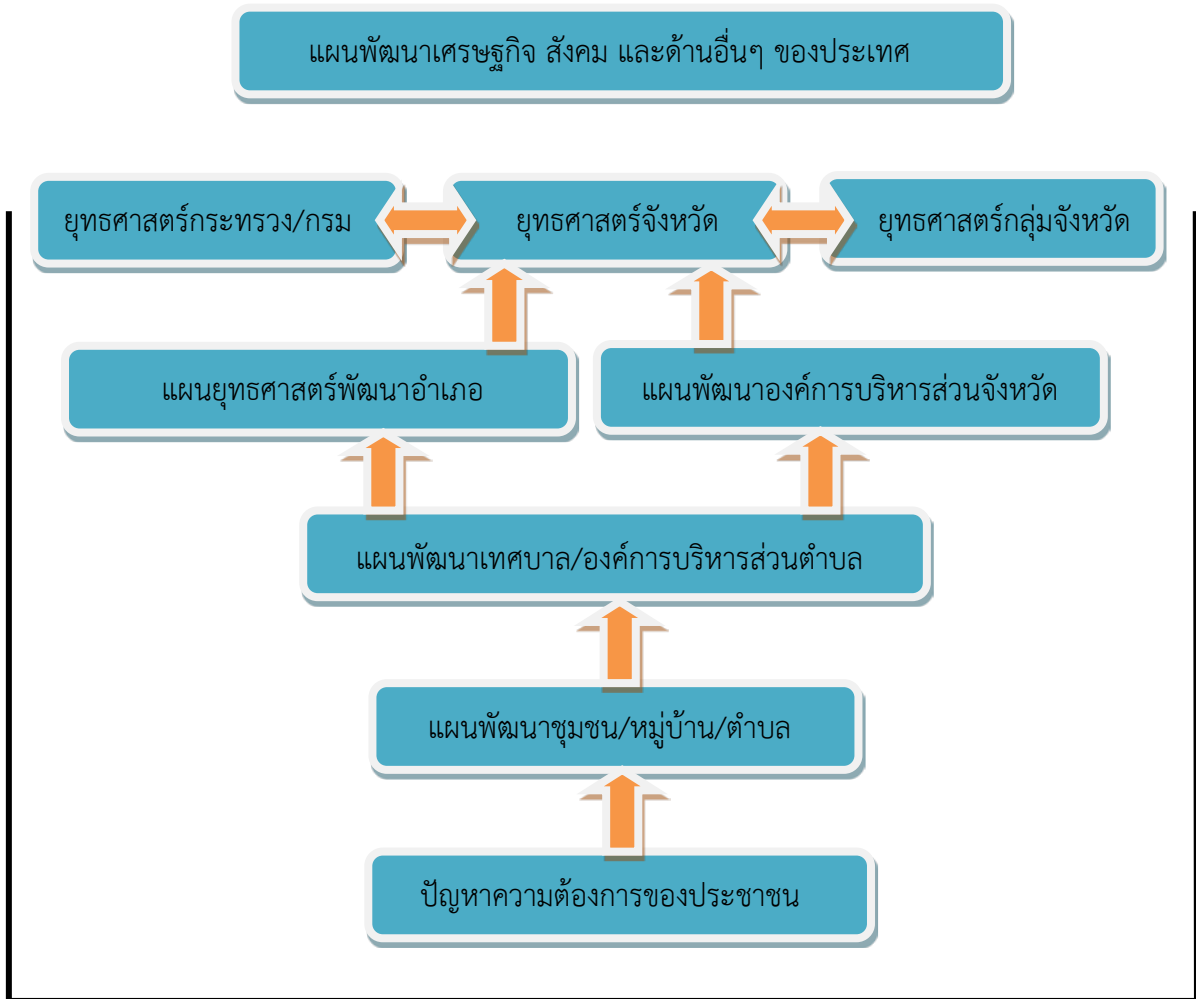 แผนพัฒนาเศรษฐกิจ สังคม และด้านอื่นๆ ของประเทศ
ยุทธศาสตร์กระทรวง/กรม
ยุทธศาสตร์จังหวัด
ยุทธศาสตร์กลุ่มจังหวัด
แผนยุทธศาสตร์พัฒนาอำเภอ
แผนพัฒนาองค์การบริหารส่วนจังหวัด
แผนพัฒนาเทศบาล/องค์การบริหารส่วนตำบล
แผนพัฒนาชุมชน/หมู่บ้าน/ตำบล
ปัญหาความต้องการของประชาชน